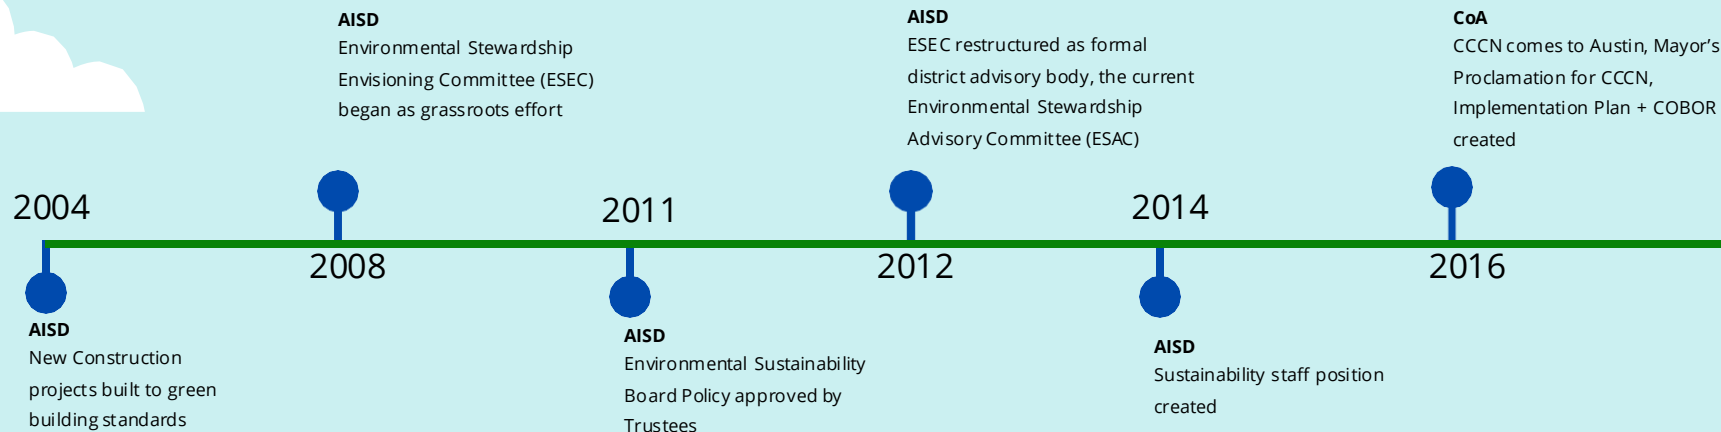 AISD
Environmental Stewardship
Envisioning Committee (ESEC)
began as grassroots effort
AISD
ESEC restructured as formal
district advisory body, the current
Environmental Stewardship
Advisory Committee (ESAC)
CoA
CCCN comes to Austin, Mayor’s
Proclamation for CCCN,
Implementation Plan + COBOR
created
2004
2011
2014
2008
2012
2016
AISD
New Construction
projects built to green
building standards
AISD
Environmental Sustainability
Board Policy approved by
Trustees
AISD
Sustainability staff position
created